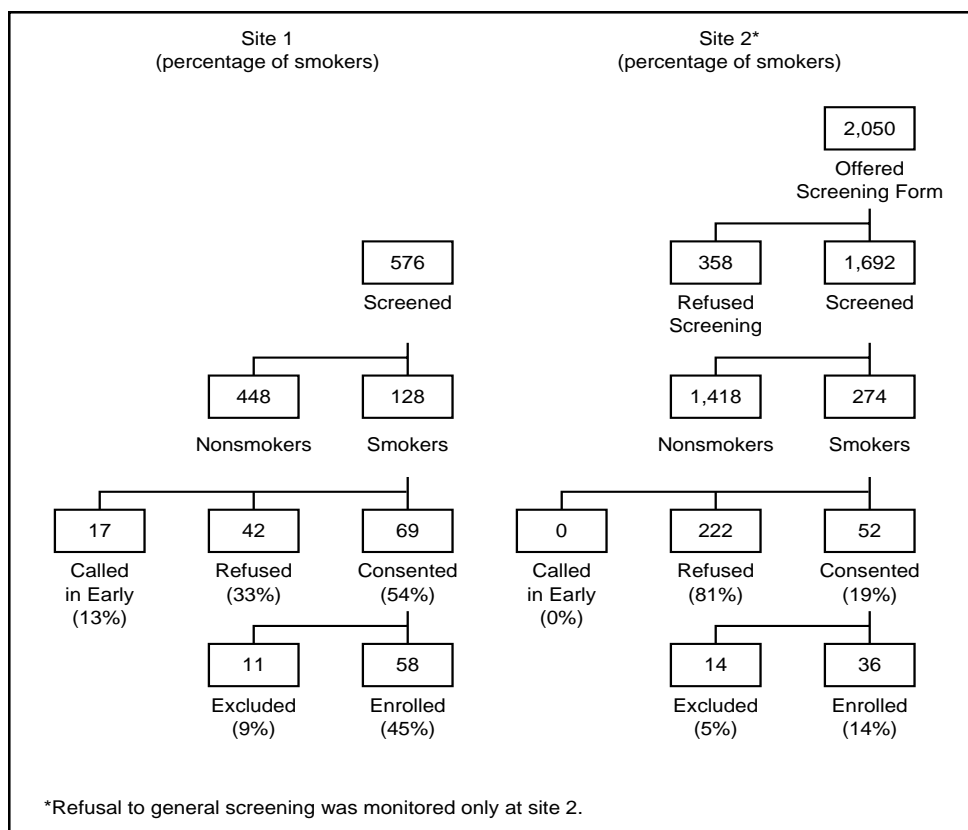 Site 1
(percentage of smokers)
Site 2*
(percentage of smokers)
2,050
Offered
Screening Form
576
Screened
358
Refused
Screening
1,692
Screened
448
Nonsmokers
128
Smokers
1,418
Nonsmokers
274
Smokers
17
Called
in Early
(13%)
42
Refused
(33%)
69
Consented
(54%)
0
Called
in Early
(0%)
222
Refused
(81%)
52
Consented
(19%)
11
Excluded
(9%)
58
Enrolled
(45%)
14
Excluded
(5%)
36
Enrolled
(14%)
*Refusal to general screening was monitored only at site 2.